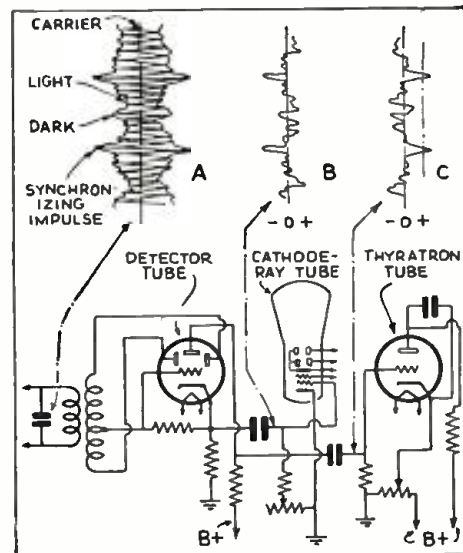 CARRIER
LIGHT
DARK
SYNCHRON
IZING
IMPULSE
A
B
C
- 0 +
- 0 +
DETECTOR
TUBE
CATHODE-
RAY TUBE
THYRATRON
TUBE
B+
B+